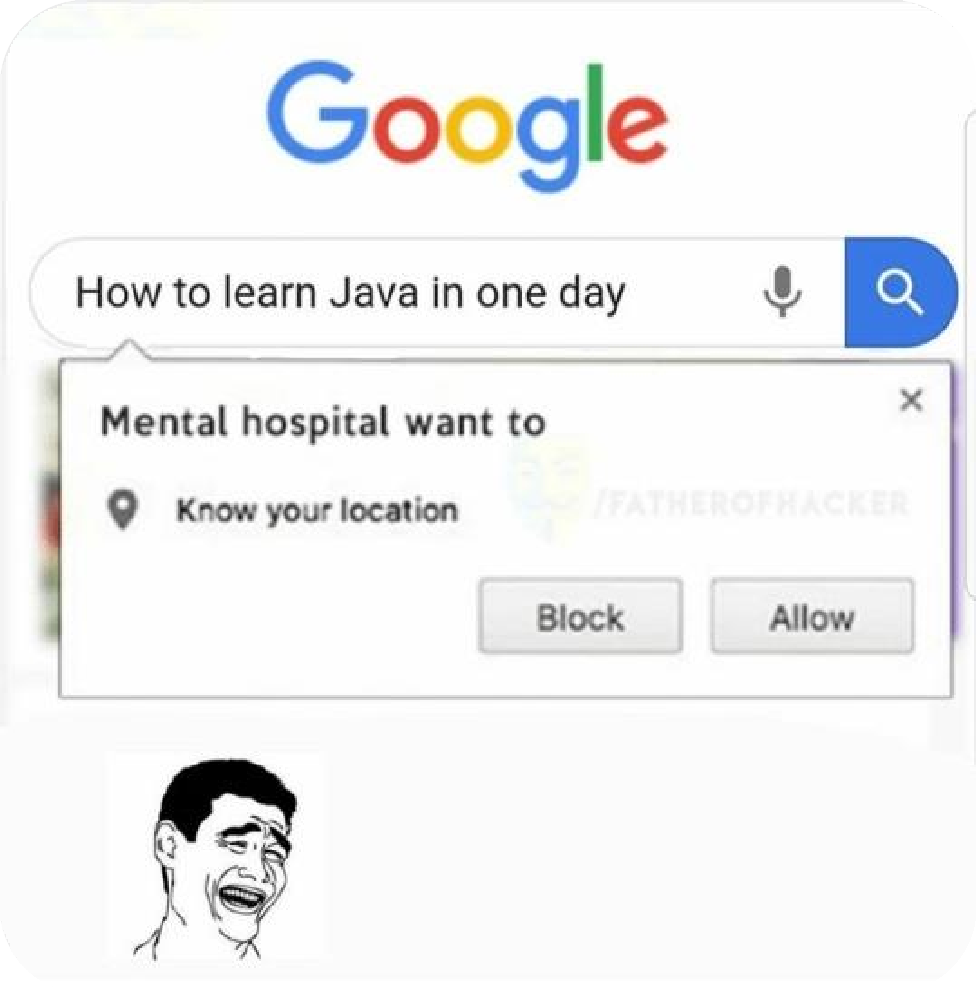 Google
How to learn Java in one day
Mental hospital want to
Know your location
/FATHEROFHACKER
Block
Allow